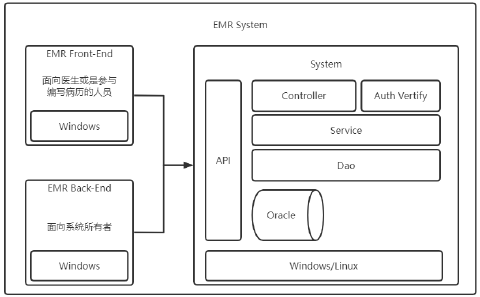 EMR System
EMR Front-End
面向医生或是参与
编写病历的人员
Windows
EMR Back-End
面向系统所有者
Windows
System
API
Controller
Auth Vertify
Service
Dao
Oracle
Windows/Linux